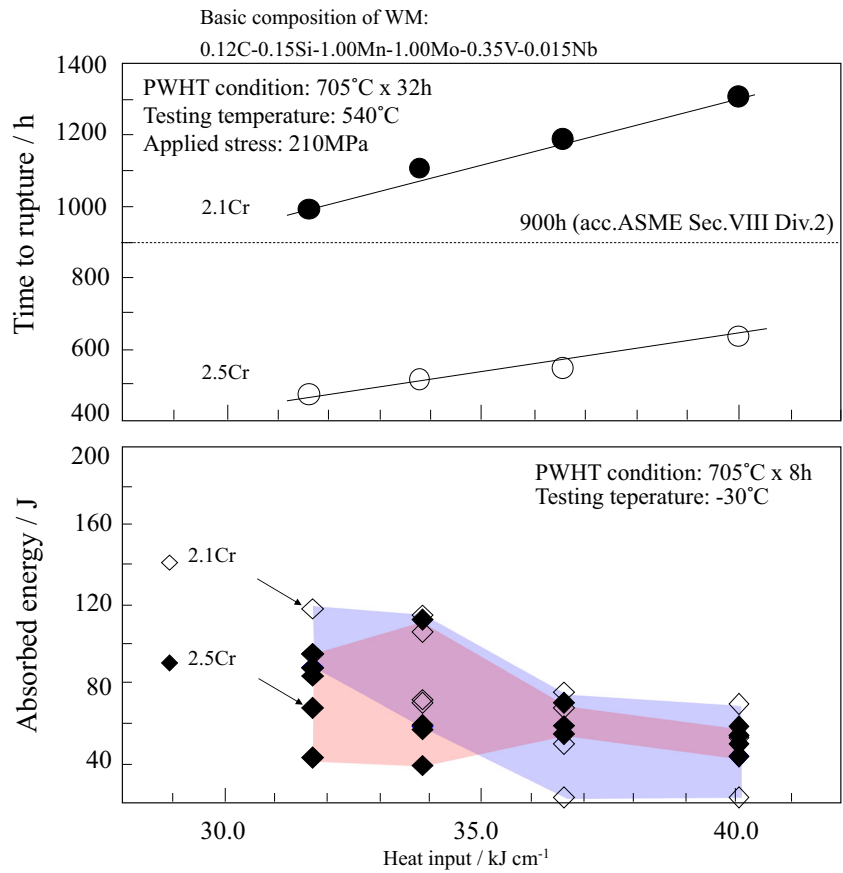 Basic composition of WM:
0.12C-0.15Si-1.00Mn-1.00Mo-0.35V-0.015Nb
1400
1200
1000
800
600
400
Time to rupture / h
PWHT condition: 705˚C x 32h
Testing temperature: 540˚C
Applied stress: 210MPa
2.1Cr
900h (acc.ASME Sec.VIII Div.2)
2.5Cr
200
160
120
80
40
Absorbed energy / J
PWHT condition: 705˚C x 8h
Testing teperature: -30˚C
2.1Cr
2.5Cr
30.0
35.0
40.0
Heat input / kJ cm-1